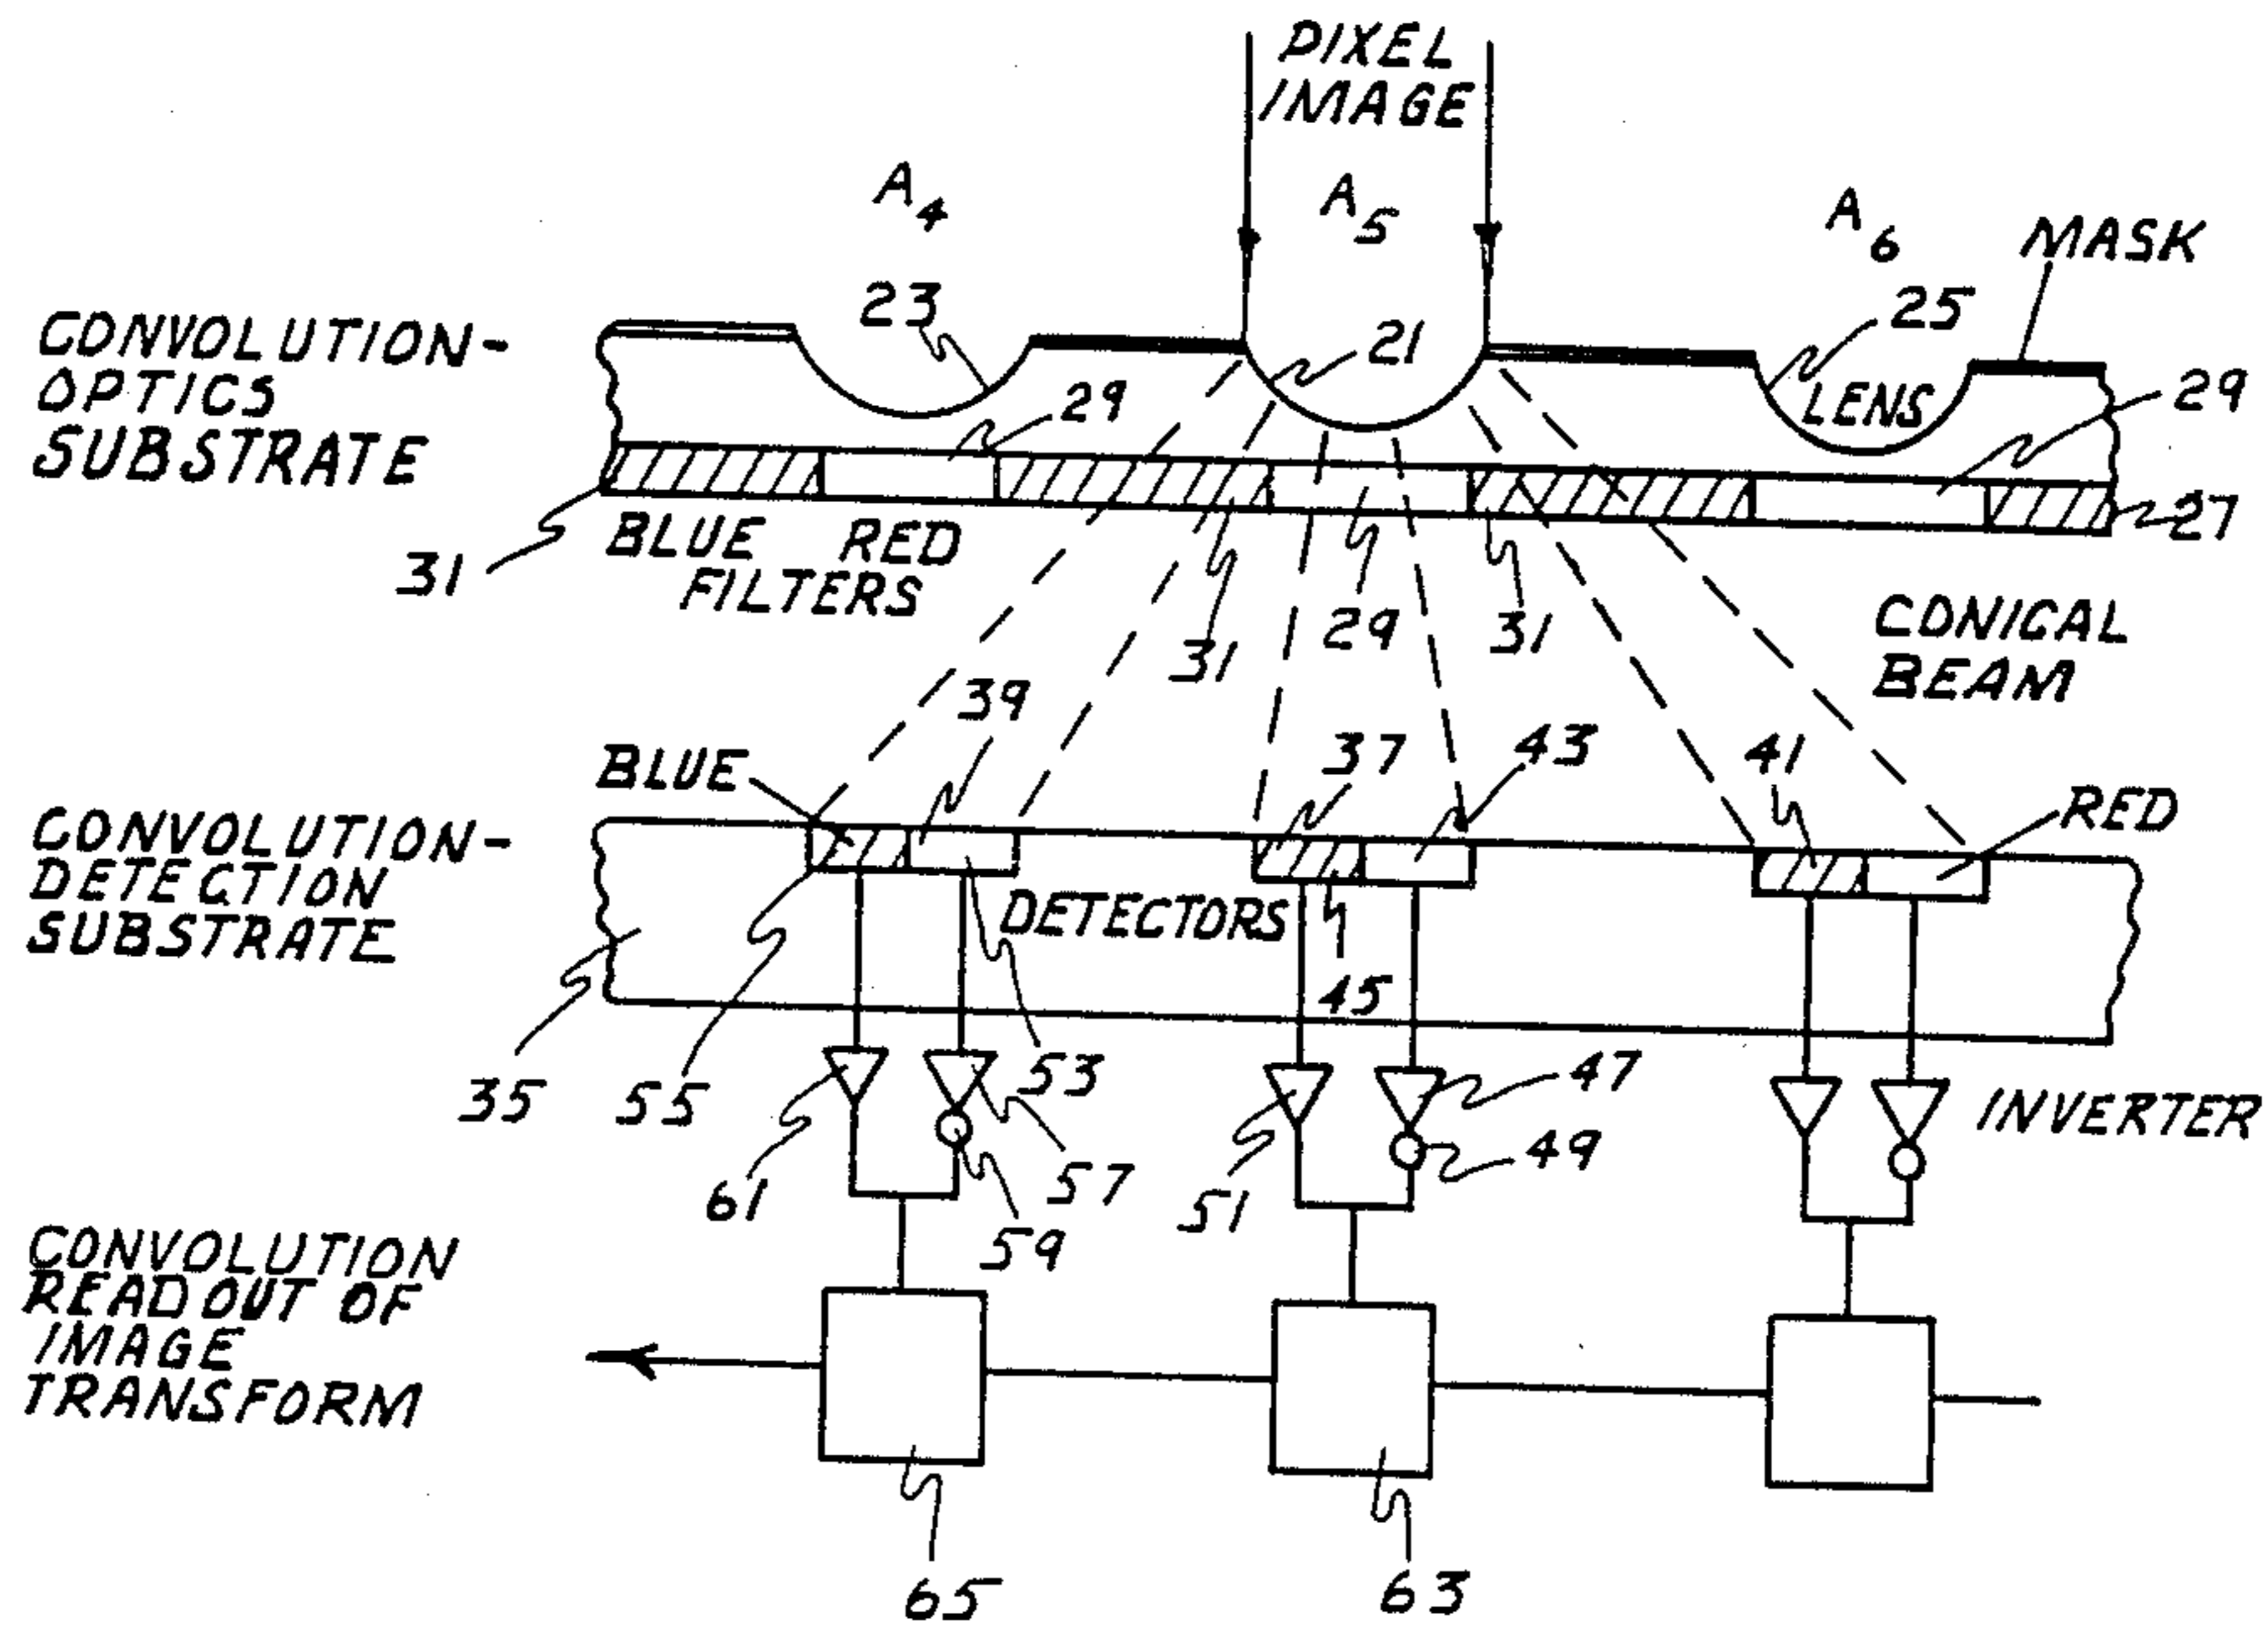 PIXEL
IMAGE
A4
A5
A6
MASK
23
21
25
CONVOLUTION-
OPTICS
SUBSTRATE
LENS
29
29
27
31
BLUE RED
FILTERS
31
29
31
CONICAL
BEAM
39
BLUE
37
43
41
RED
CONVOLUTION-
DETECTION
SUBSTRATE
DETECTORS
45
35
55
53
47
INVERTER
61
57
51
49
59
CONVOLUTION
READ OUT OF
IMAGE
TRANSFORM
65
63